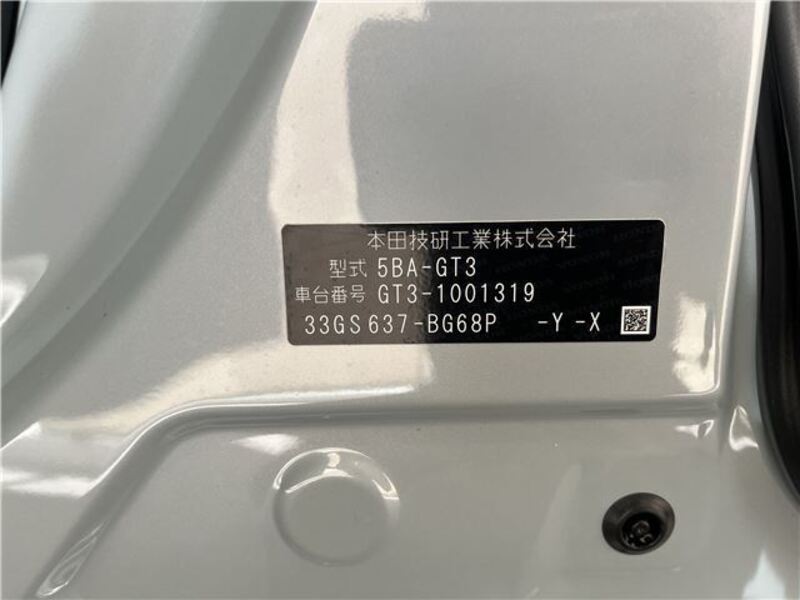 本田技研工業株式会社
型式 5BA-GT3
車台番号 GT3-1001319
33GS637-BG68P -Y-X